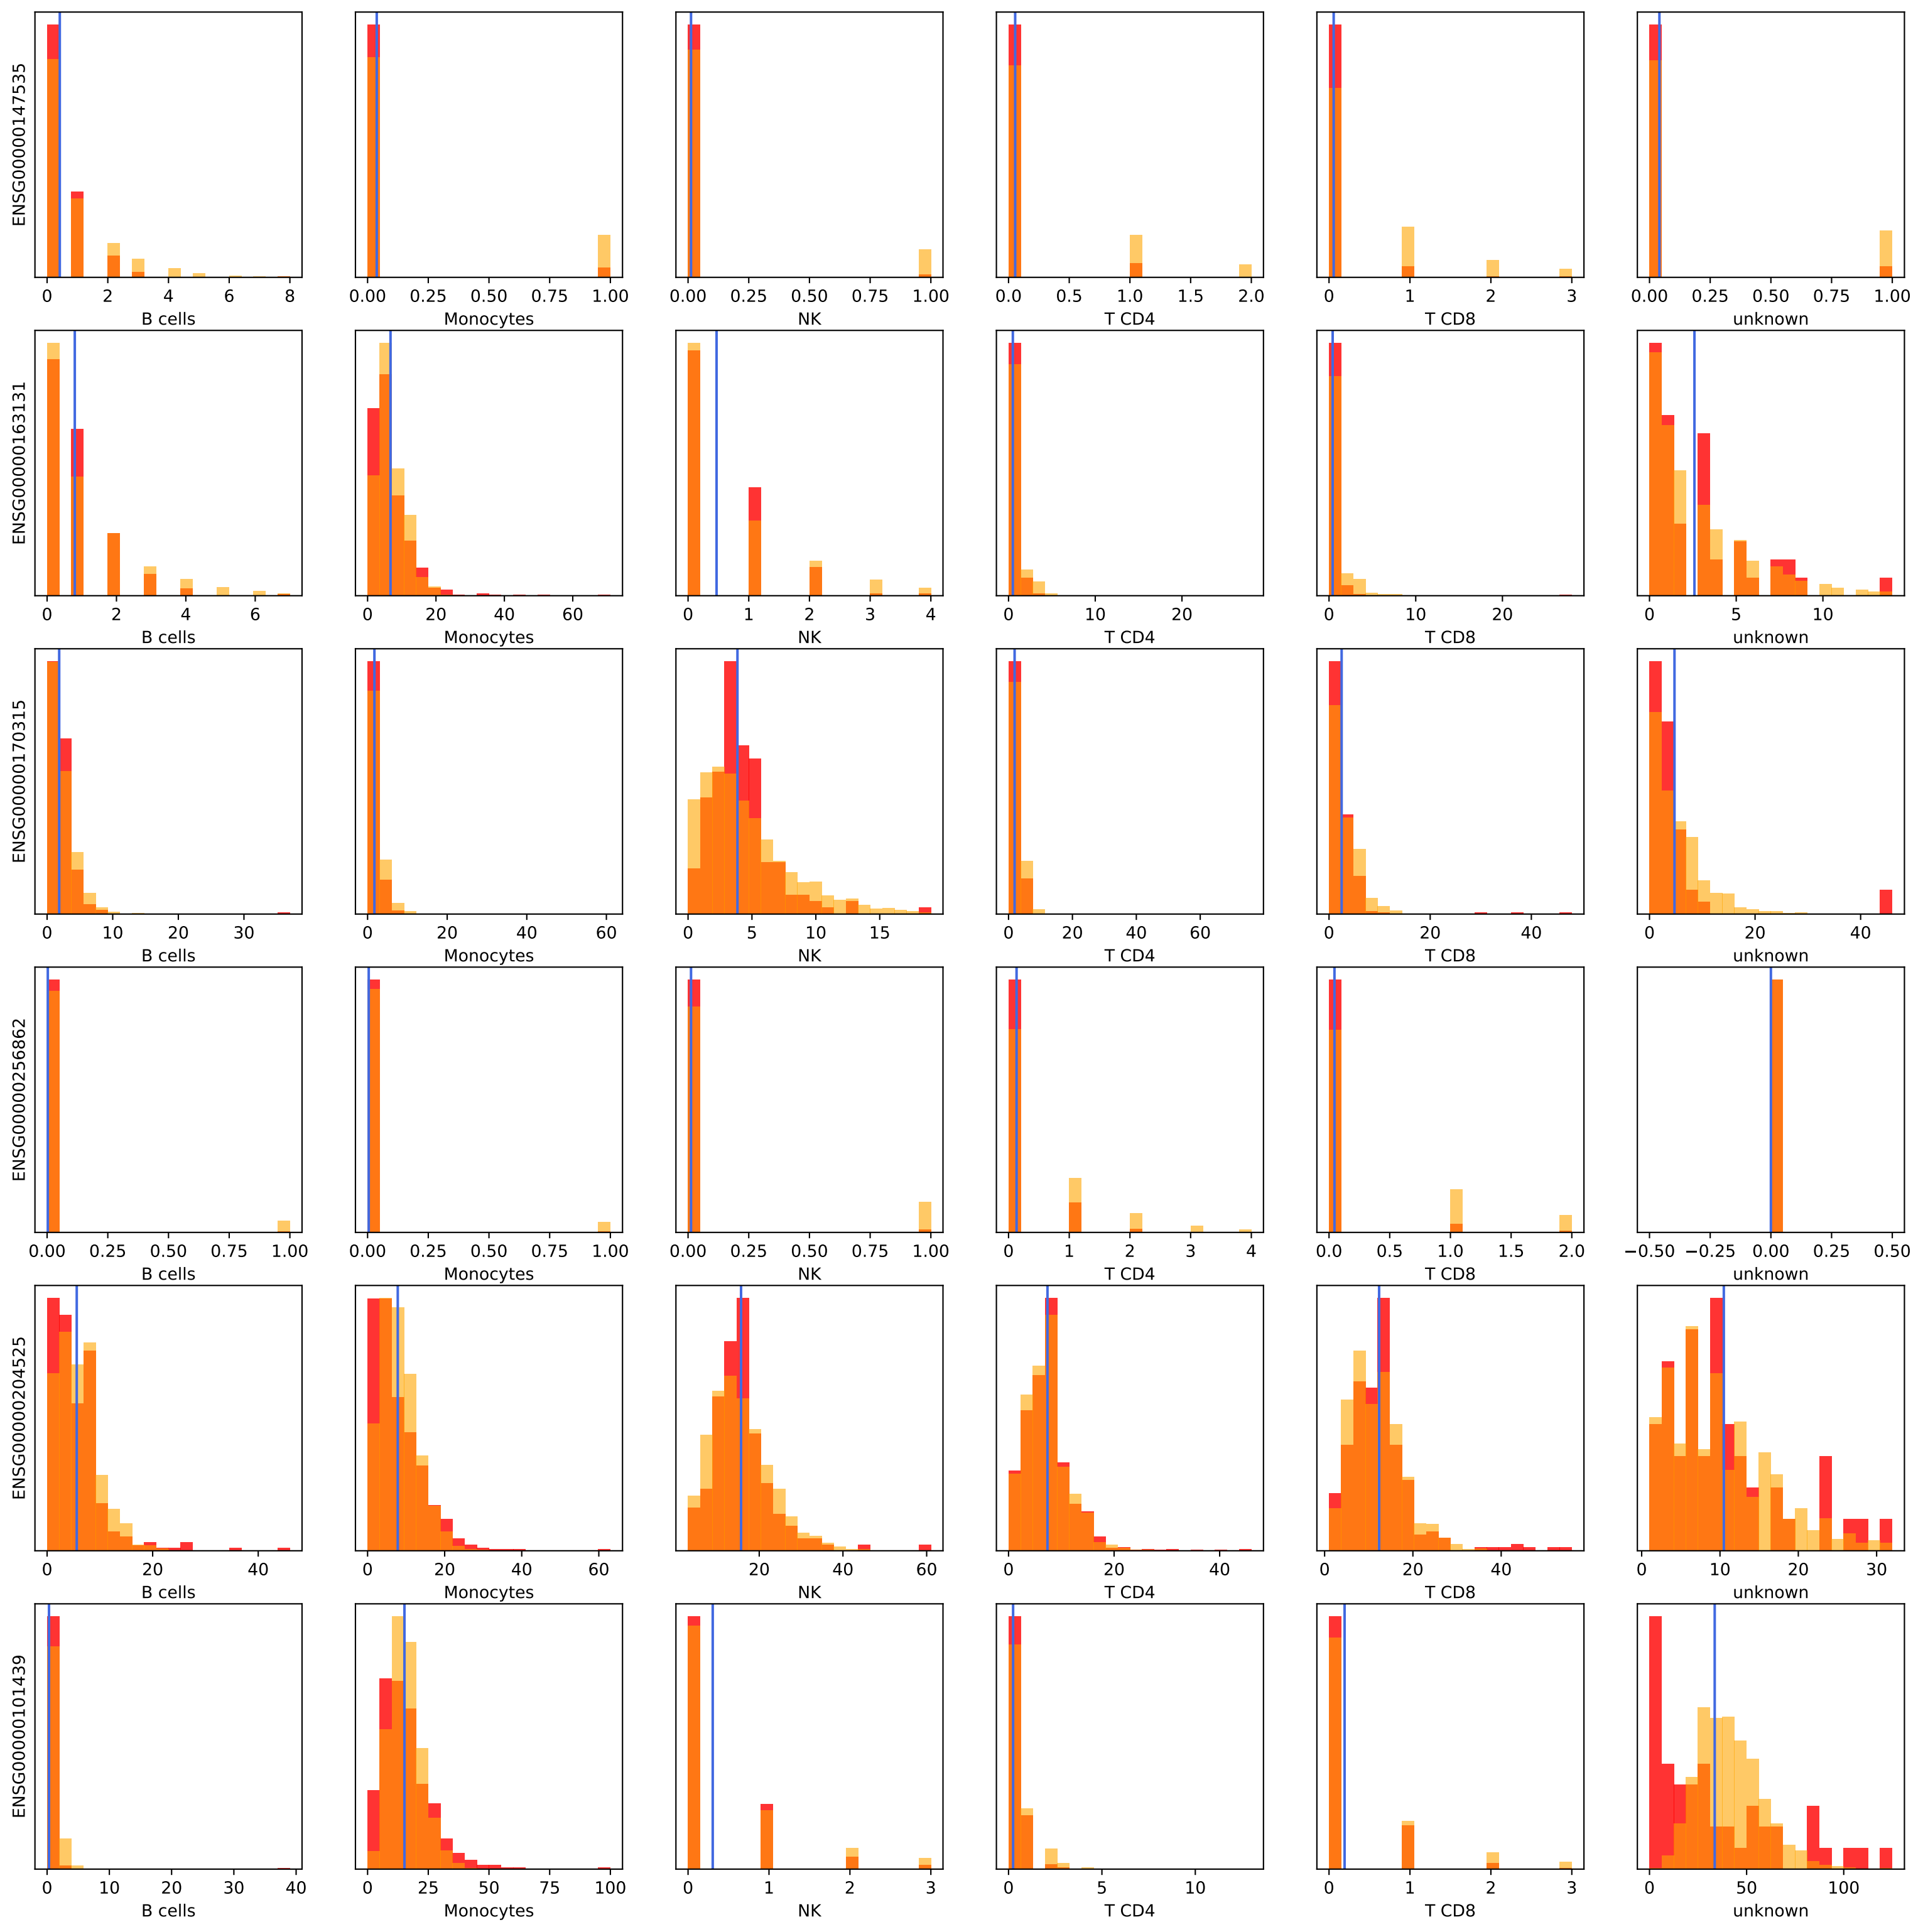 ENSG00000147535
0 2 4 6 8
B cells
0.00 0.25 0.50 0.75 1.00
Monocytes
0.00 0.25 0.50 0.75 1.00
NK
0.0 0.5 1.0 1.5 2.0
T CD4
0 1 2 3
T CD8
0.00 0.25 0.50 0.75 1.00
unknown
ENSG00000163131
0 2 4 6
B cells
0 20 40 60
Monocytes
0 1 2 3 4
NK
0 10 20
T CD4
0 10 20
T CD8
0 5 10
unknown
ENSG00000170315
0 10 20 30
B cells
0 20 40 60
Monocytes
0 5 10 15
NK
0 20 40 60
T CD4
0 20 40
T CD8
0 20 40
unknown
ENSG00000256862
0.00 0.25 0.50 0.75 1.00
B cells
0.00 0.25 0.50 0.75 1.00
Monocytes
0.00 0.25 0.50 0.75 1.00
NK
0 1 2 3 4
T CD4
0.0 0.5 1.0 1.5 2.0
T CD8
−0.50 −0.25 0.00 0.25 0.50
unknown
ENSG00000204525
0 20 40
B cells
0 20 40 60
Monocytes
20 40 60
NK
0 20 40
T CD4
0 20 40
T CD8
0 10 20 30
unknown
ENSG00000101439
0 10 20 30 40
B cells
0 25 50 75 100
Monocytes
0 1 2 3
NK
0 5 10
T CD4
0 1 2 3
T CD8
0 50 100
unknown